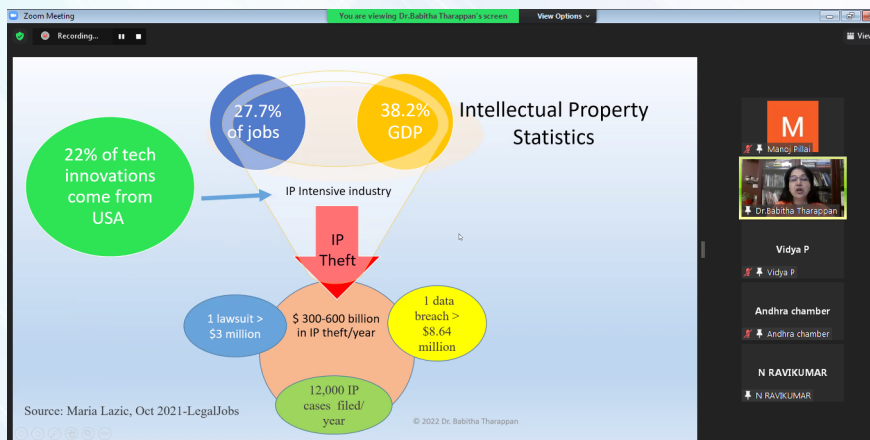 Zoom Meeting
You are viewing Dr.Babitha Tharappan's screen
View Options
Recording...
View
27.7%
of jobs
38.2%
GDP
Intellectual Property
Statistics
22% of tech
innovations
come from
USA
IP Intensive industry
IP
Theft
1 lawsuit >
$3 million
$ 300-600 billion
in IP theft/year
1 data
breach >
$8.64
million
12,000 IP
cases filed/
year
Source: Maria Lazic, Oct 2021-LegalJobs
© 2022 Dr. Babitha Tharappan
M
Manoj Pillai
Dr.Babitha Tharappan
Vidya P
Vidya P
Andhra chamber
Andhra chamber
N RAVIKUMAR
N RAVIKUMAR